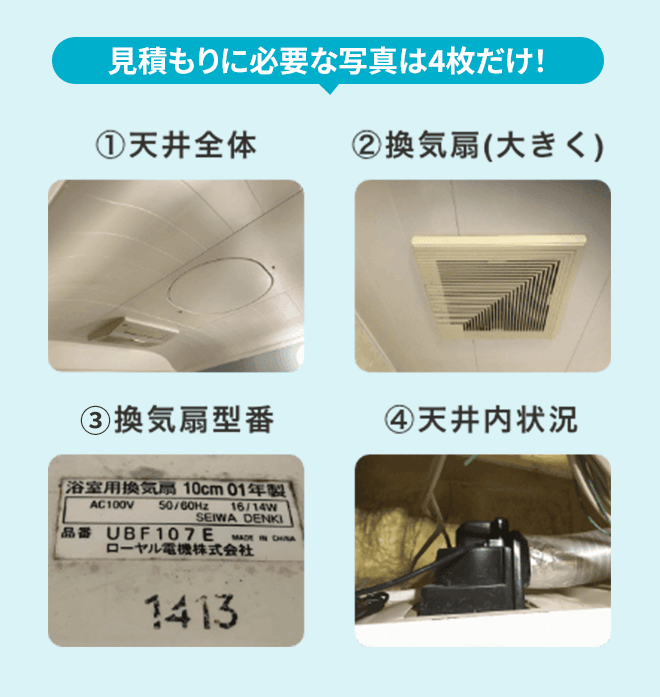 見積もりに必要な写真は4枚だけ!
①天井全体
②換気扇(大きく)
③換気扇型番
④天井内状況
浴室用換気扇 10cm 01年製
AC100V 50/60Hz 16/14W
SEIWA DENKI
品番 UBF107E MADE IN CHINA
ローヤル電機株式会社
1413